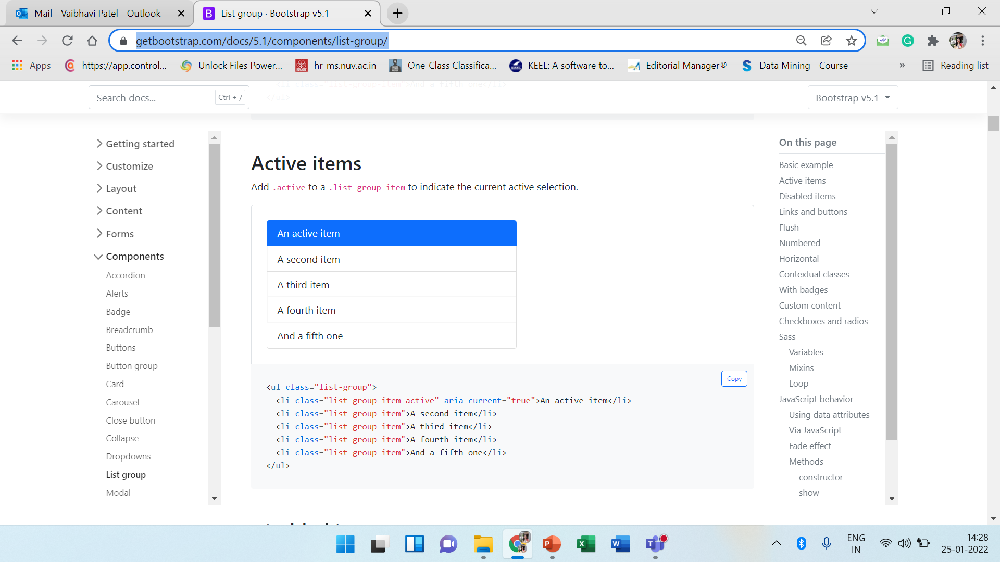 Mail - Vaibhavi Patel - Outlook
List group · Bootstrap v5.1
getbootstrap.com/docs/5.1/components/list-group/
Apps
https://app.control...
Unlock Files Power...
hr-ms.nuv.ac.in
One-Class Classifica...
KEEL: A software to...
Editorial Manager®
Data Mining - Course
»
Reading list
<li class="list-group-item">And a fifth one</li>
</ul>
Search docs...
Ctrl + /
Bootstrap v5.1
Getting started
Customize
Layout
Content
Forms
Components
Accordion
Alerts
Badge
Breadcrumb
Buttons
Button group
Card
Carousel
Close button
Collapse
Dropdowns
List group
Modal
Active items
Add .active to a .list-group-item to indicate the current active selection.
An active item
A second item
A third item
A fourth item
And a fifth one
Copy
<ul class="list-group">
  <li class="list-group-item active" aria-current="true">An active item</li>
  <li class="list-group-item">A second item</li>
  <li class="list-group-item">A third item</li>
  <li class="list-group-item">A fourth item</li>
  <li class="list-group-item">And a fifth one</li>
</ul>
On this page
Basic example
Active items
Disabled items
Links and buttons
Flush
Numbered
Horizontal
Contextual classes
With badges
Custom content
Checkboxes and radios
Sass
Variables
Mixins
Loop
JavaScript behavior
Using data attributes
Via JavaScript
Fade effect
Methods
constructor
show
ENG
IN
14:28
25-01-2022